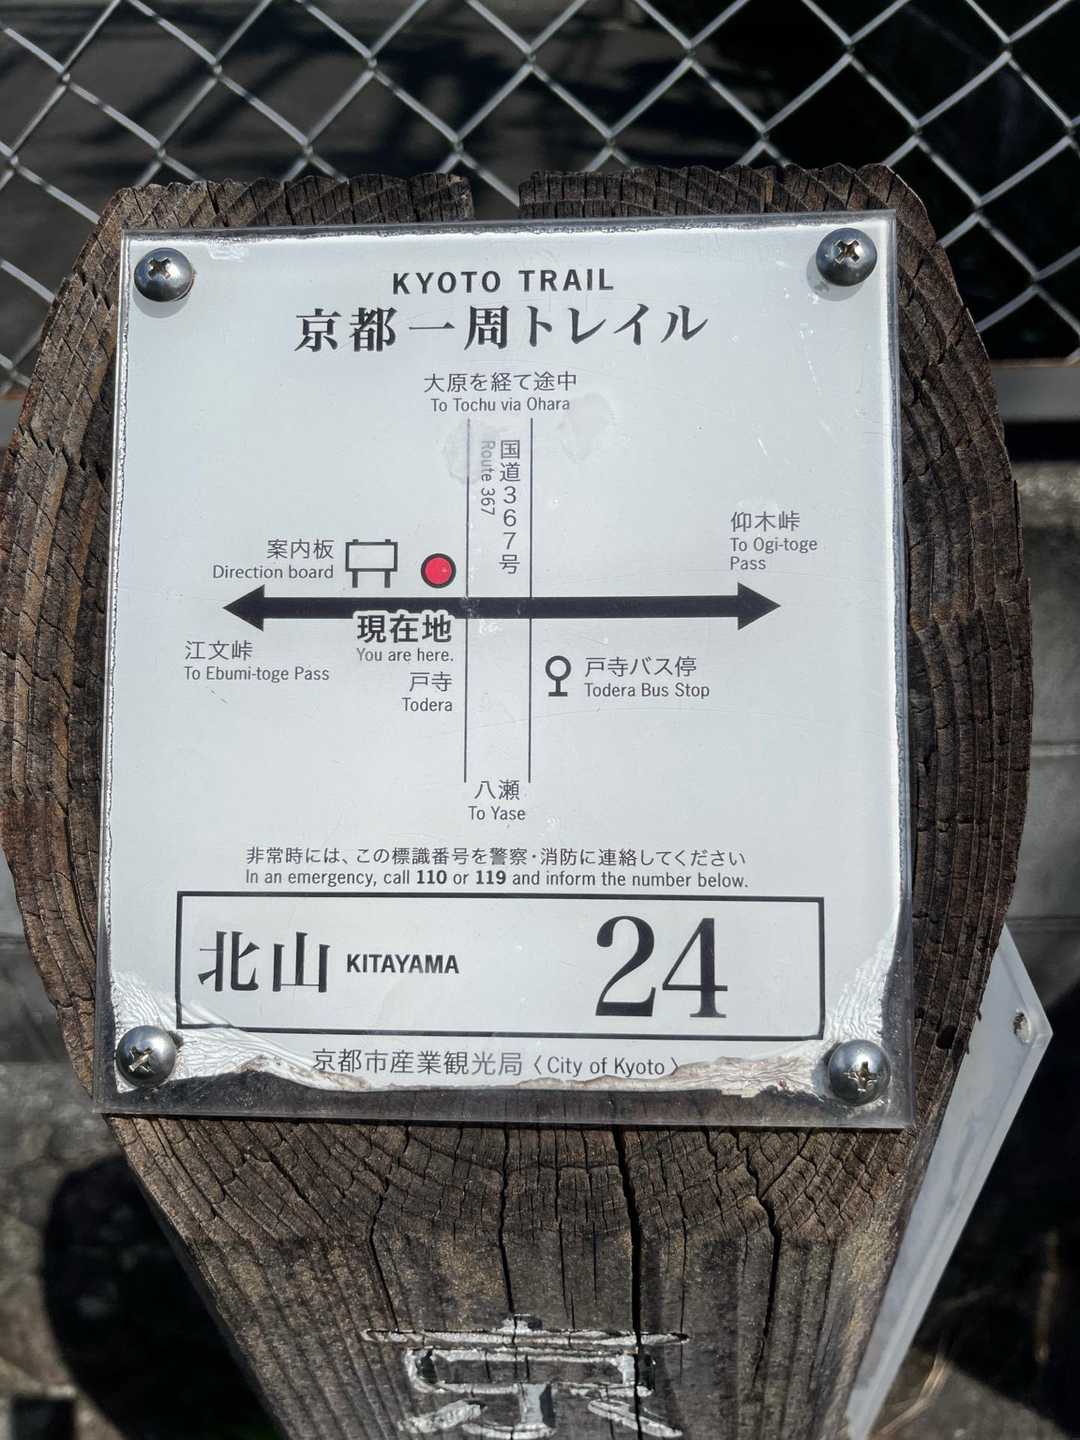 KYOTO TRAIL
京都一周トレイル
大原を経て途中
To Tochu via Ohara
国道367号
Route 367
仰木峠
To Ogi-toge
Pass
案内板
Direction board
現在地
You are here.
戸寺
Todera
江文峠
To Ebumi-toge Pass
戸寺バス停
Todera Bus Stop
八瀬
To Yase
非常時には、この標識番号を警察・消防に連絡してください
In an emergency, call 110 or 119 and inform the number below.
北山 KITAYAMA 24
京都市産業観光局〈City of Kyoto〉
京